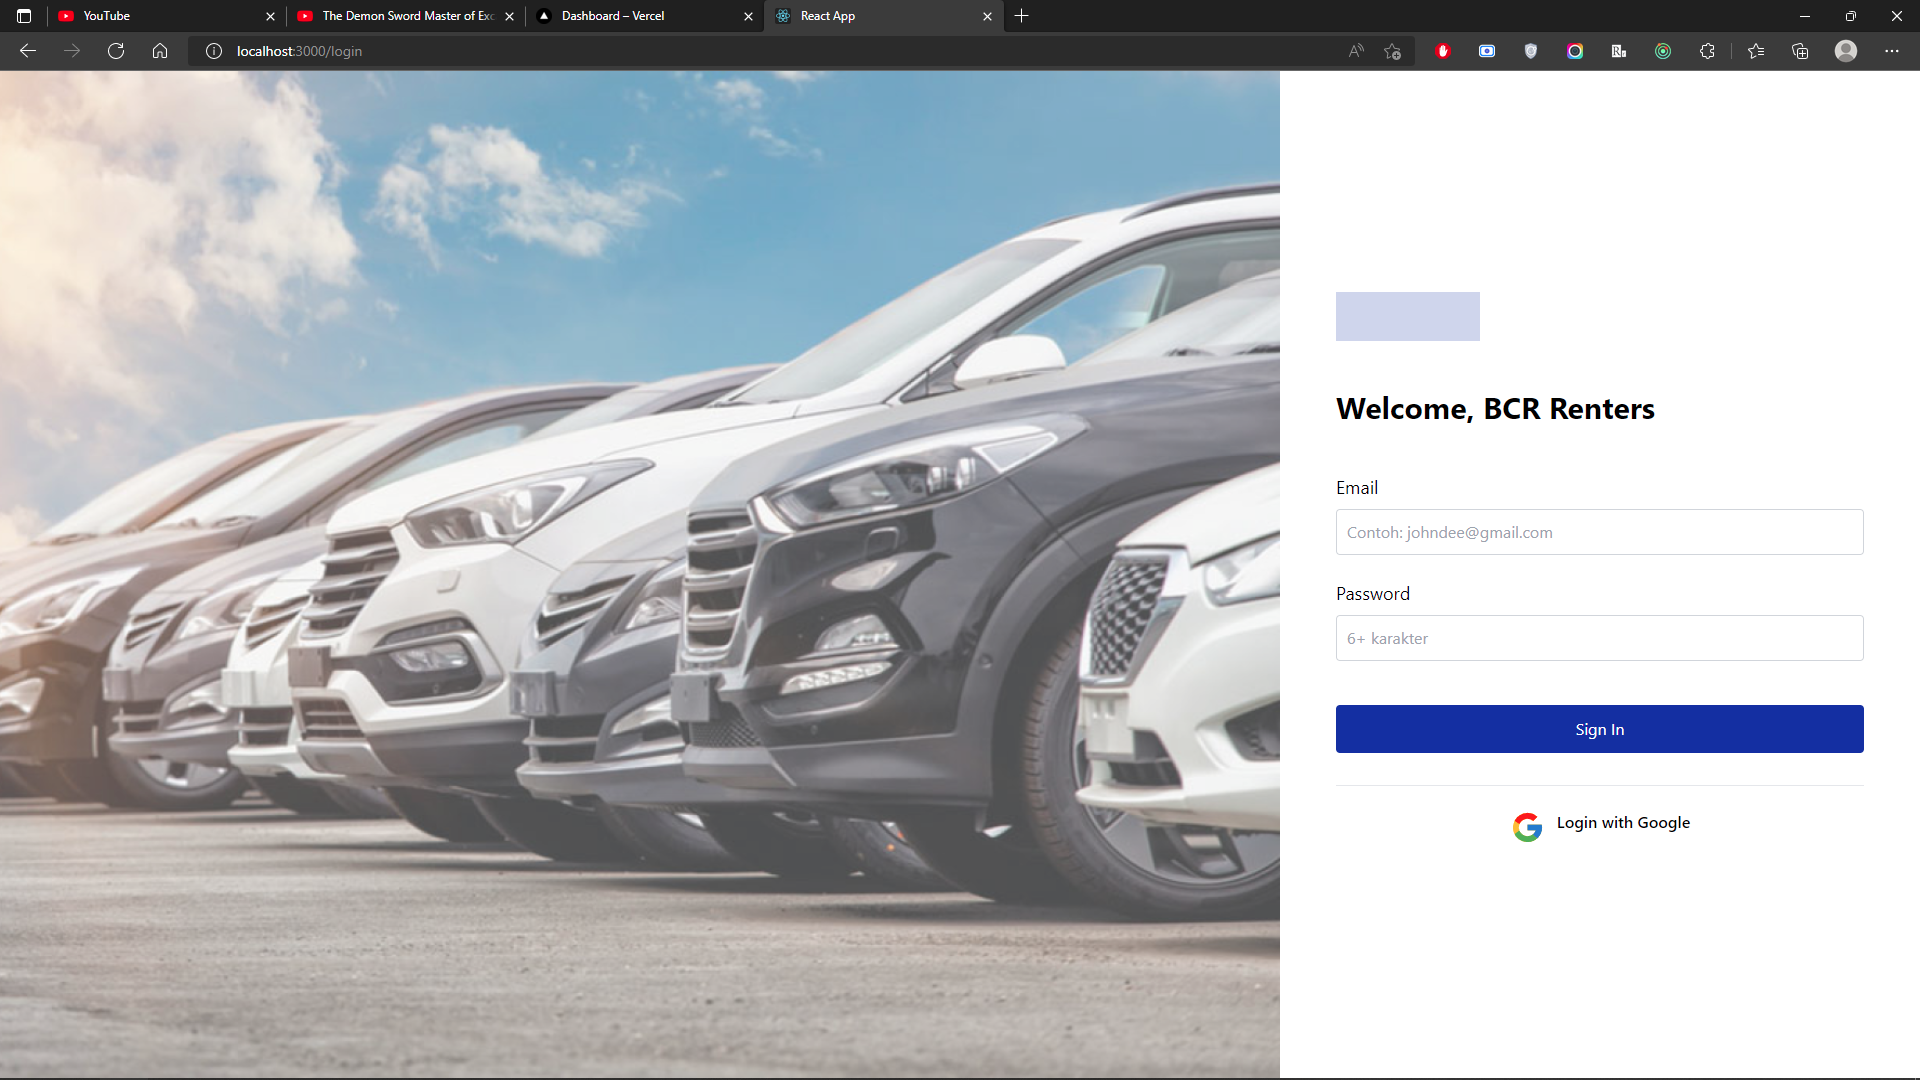 YouTube
The Demon Sword Master of Exc
Dashboard – Vercel
React App
localhost:3000/login
Welcome, BCR Renters
Email
Contoh: johndee@gmail.com
Password
6+ karakter
Sign In
Login with Google